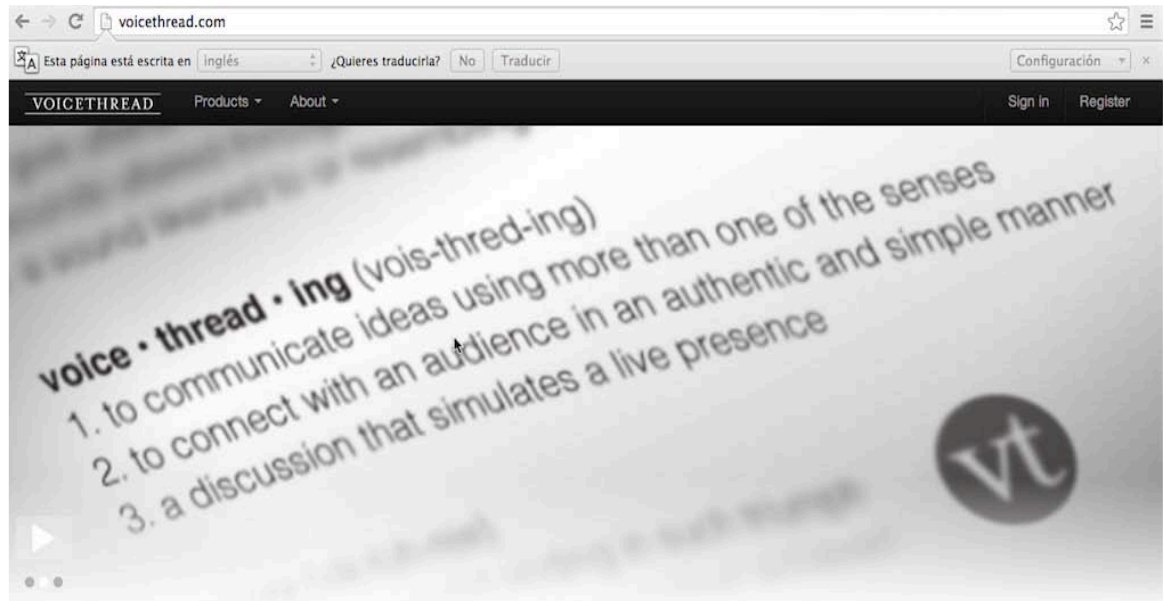 voicethread.com
Esta página está escrita en inglés ¿Quieres traducirla? No Traducir Configuración
VOICETHREAD Products About Sign in Register
voice • thread • ing (vois-thred-ing)
1. to communicate ideas using more than one of the senses
2. to connect with an audience in an authentic and simple manner
3. a discussion that simulates a live presence
vt